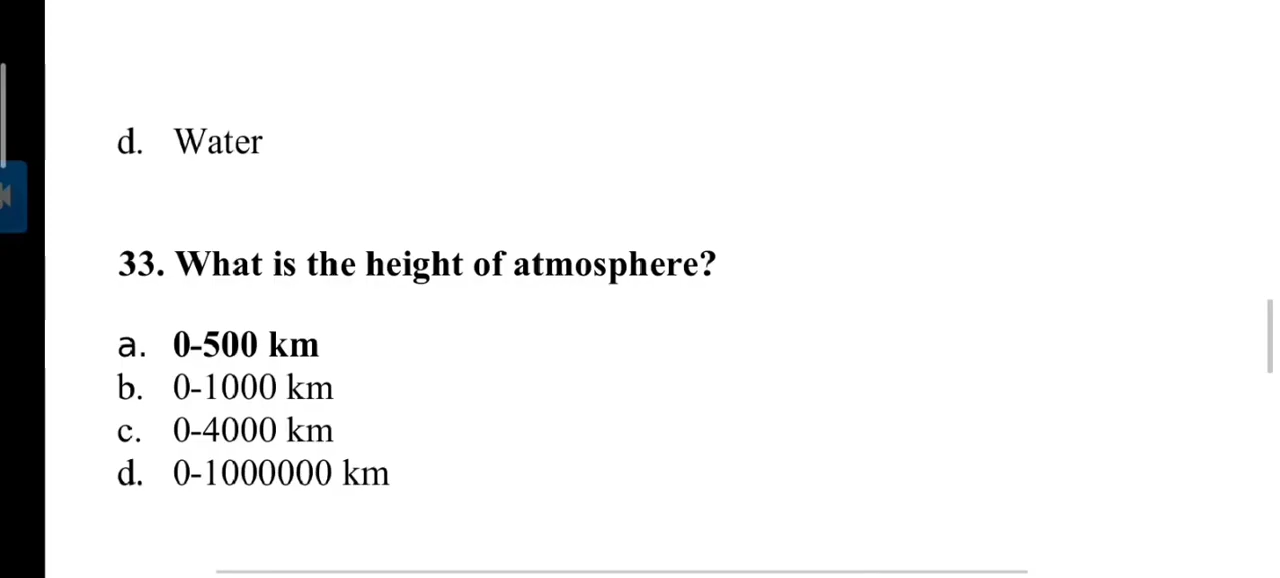 d. Water
33. What is the height of atmosphere?
a. 0-500 km
b. 0-1000 km
c. 0-4000 km
d. 0-1000000 km